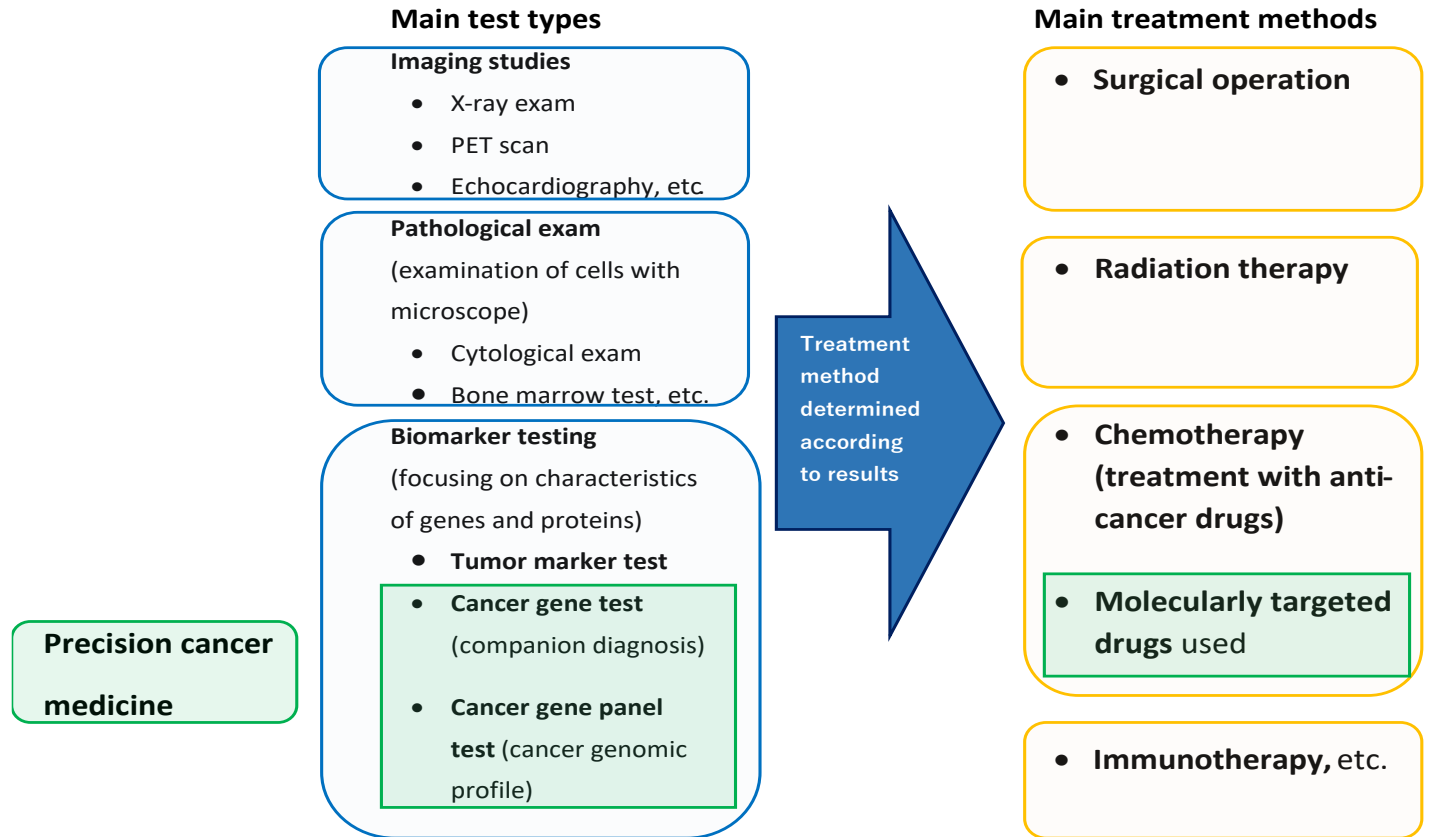 Main test types
Imaging studies
• X-ray exam
• PET scan
• Echocardiography, etc.
Pathological exam
(examination of cells with
microscope)
• Cytological exam
• Bone marrow test, etc.
Biomarker testing
(focusing on characteristics
of genes and proteins)
• Tumor marker test
• Cancer gene test
(companion diagnosis)
• Cancer gene panel
test (cancer genomic
profile)
Precision cancer
medicine
Treatment
method
determined
according
to results
Main treatment methods
• Surgical operation
• Radiation therapy
• Chemotherapy
(treatment with anti-
cancer drugs)
• Molecularly targeted
drugs used
• Immunotherapy, etc.